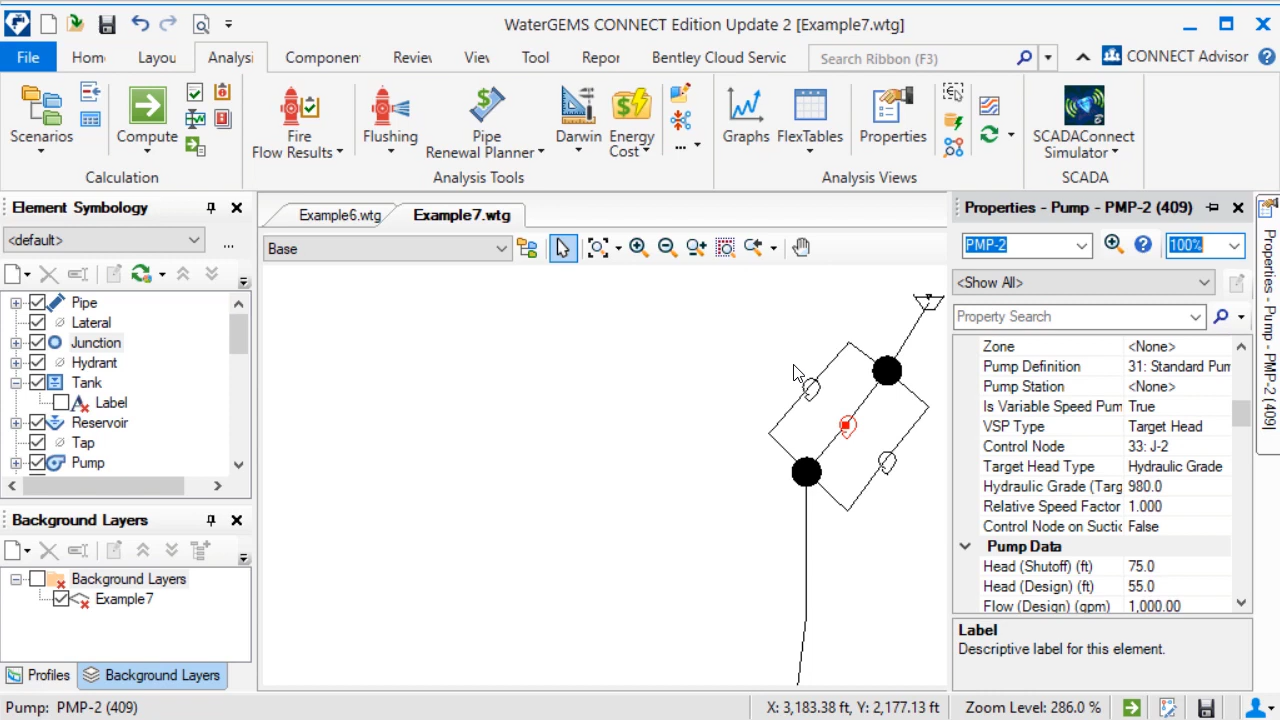 WaterGEMS CONNECT Edition Update 2 [Example7.wtg]
File Hom Layou Analysi Componen Reviev Viev Tool Repor Bentley Cloud Servic Search Ribbon (F3) CONNECT Advisor
Scenarios Compute Fire Flow Results Flushing Pipe Renewal Planner Darwin Energy Cost ... Graphs FlexTables Properties SCADAConnect Simulator
Calculation Analysis Tools Analysis Views SCADA
Element Symbology
<default> ...
Pipe
Lateral
Junction
Hydrant
Tank
Label
Reservoir
Tap
Pump
Background Layers
Background Layers
Example7
Profiles Background Layers
Example6.wtg Example7.wtg
Base
Properties - Pump - PMP-2 (409)
PMP-2 100%
<Show All>
Property Search
Zone <None>
Pump Definition 31: Standard Pum
Pump Station <None>
Is Variable Speed Pum True
VSP Type Target Head
Control Node 33: J-2
Target Head Type Hydraulic Grade
Hydraulic Grade (Targ 980.0
Relative Speed Factor 1.000
Control Node on Suctic False
Pump Data
Head (Shutoff) (ft) 75.0
Head (Design) (ft) 55.0
Flow (Design) (gpm) 1,000.00
Label
Descriptive label for this element.
Properties - Pump - PMP-2 (409)
Pump: PMP-2 (409) X: 3,183.38 ft, Y: 2,177.13 ft Zoom Level: 286.0 %